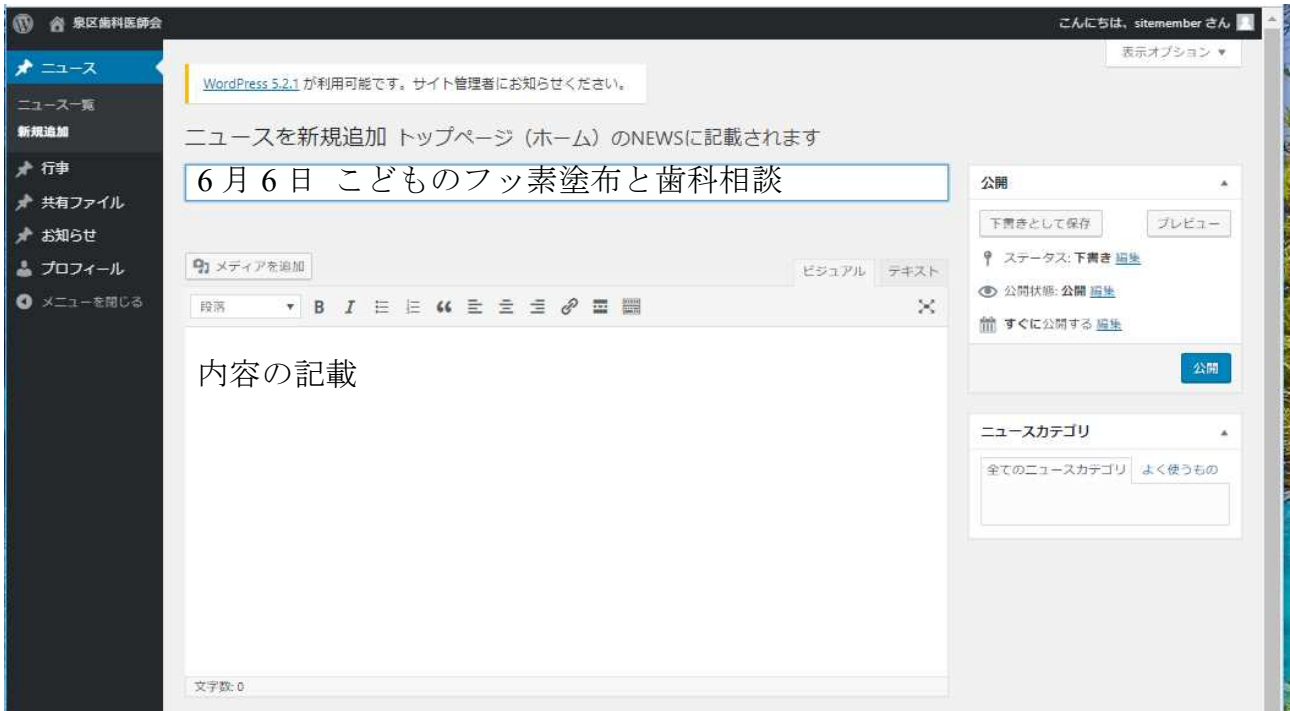 泉区歯科医師会
こんにちは、sitemember さん
表示オプション ▼
ニュース
ニュース一覧
新規追加
行事
共有ファイル
お知らせ
プロフィール
メニューを閉じる
WordPress 5.2.1 が利用可能です。サイト管理者にお知らせください。
ニュースを新規追加 トップページ（ホーム）のNEWSに記載されます
6月6日 こどものフッ素塗布と歯科相談
メディアを追加
ビジュアル テキスト
段落 ▼ B I
内容の記載
文字数: 0
公開
下書きとして保存 プレビュー
ステータス: 下書き 編集
公開状態: 公開 編集
すぐに公開する 編集
公開
ニュースカテゴリ
全てのニュースカテゴリ よく使うもの